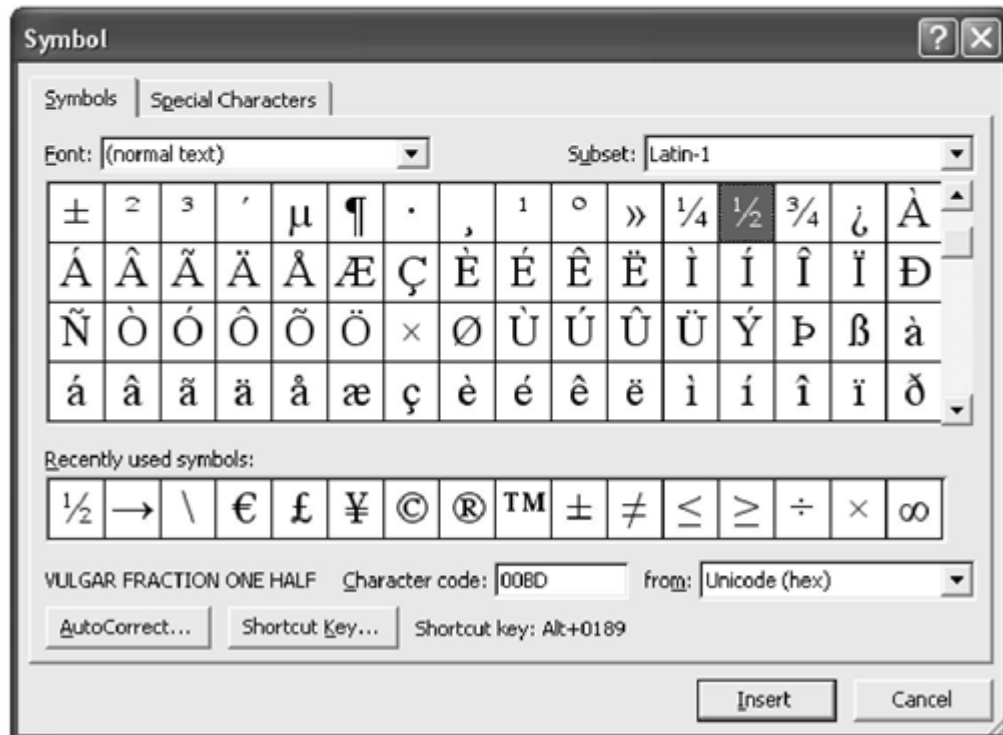 Symbol
Symbols Special Characters
Font: (normal text) Subset: Latin-1
± ² ³ ´ µ ¶ · ¸ ¹ º » ¼ ½ ¾ ¿ À
Á Â Ã Ä Å Æ Ç È É Ê Ë Ì Í Î Ï Ð
Ñ Ò Ó Ô Õ Ö × Ø Ù Ú Û Ü Ý Þ ß à
á â ã ä å æ ç è é ê ë ì í î ï ð
Recently used symbols:
½ → \ € £ ¥ © ® ™ ± ≠ ≤ ≥ ÷ × ∞
VULGAR FRACTION ONE HALF Character code: 00BD from: Unicode (hex)
AutoCorrect... Shortcut Key... Shortcut key: Alt+0189
Insert Cancel